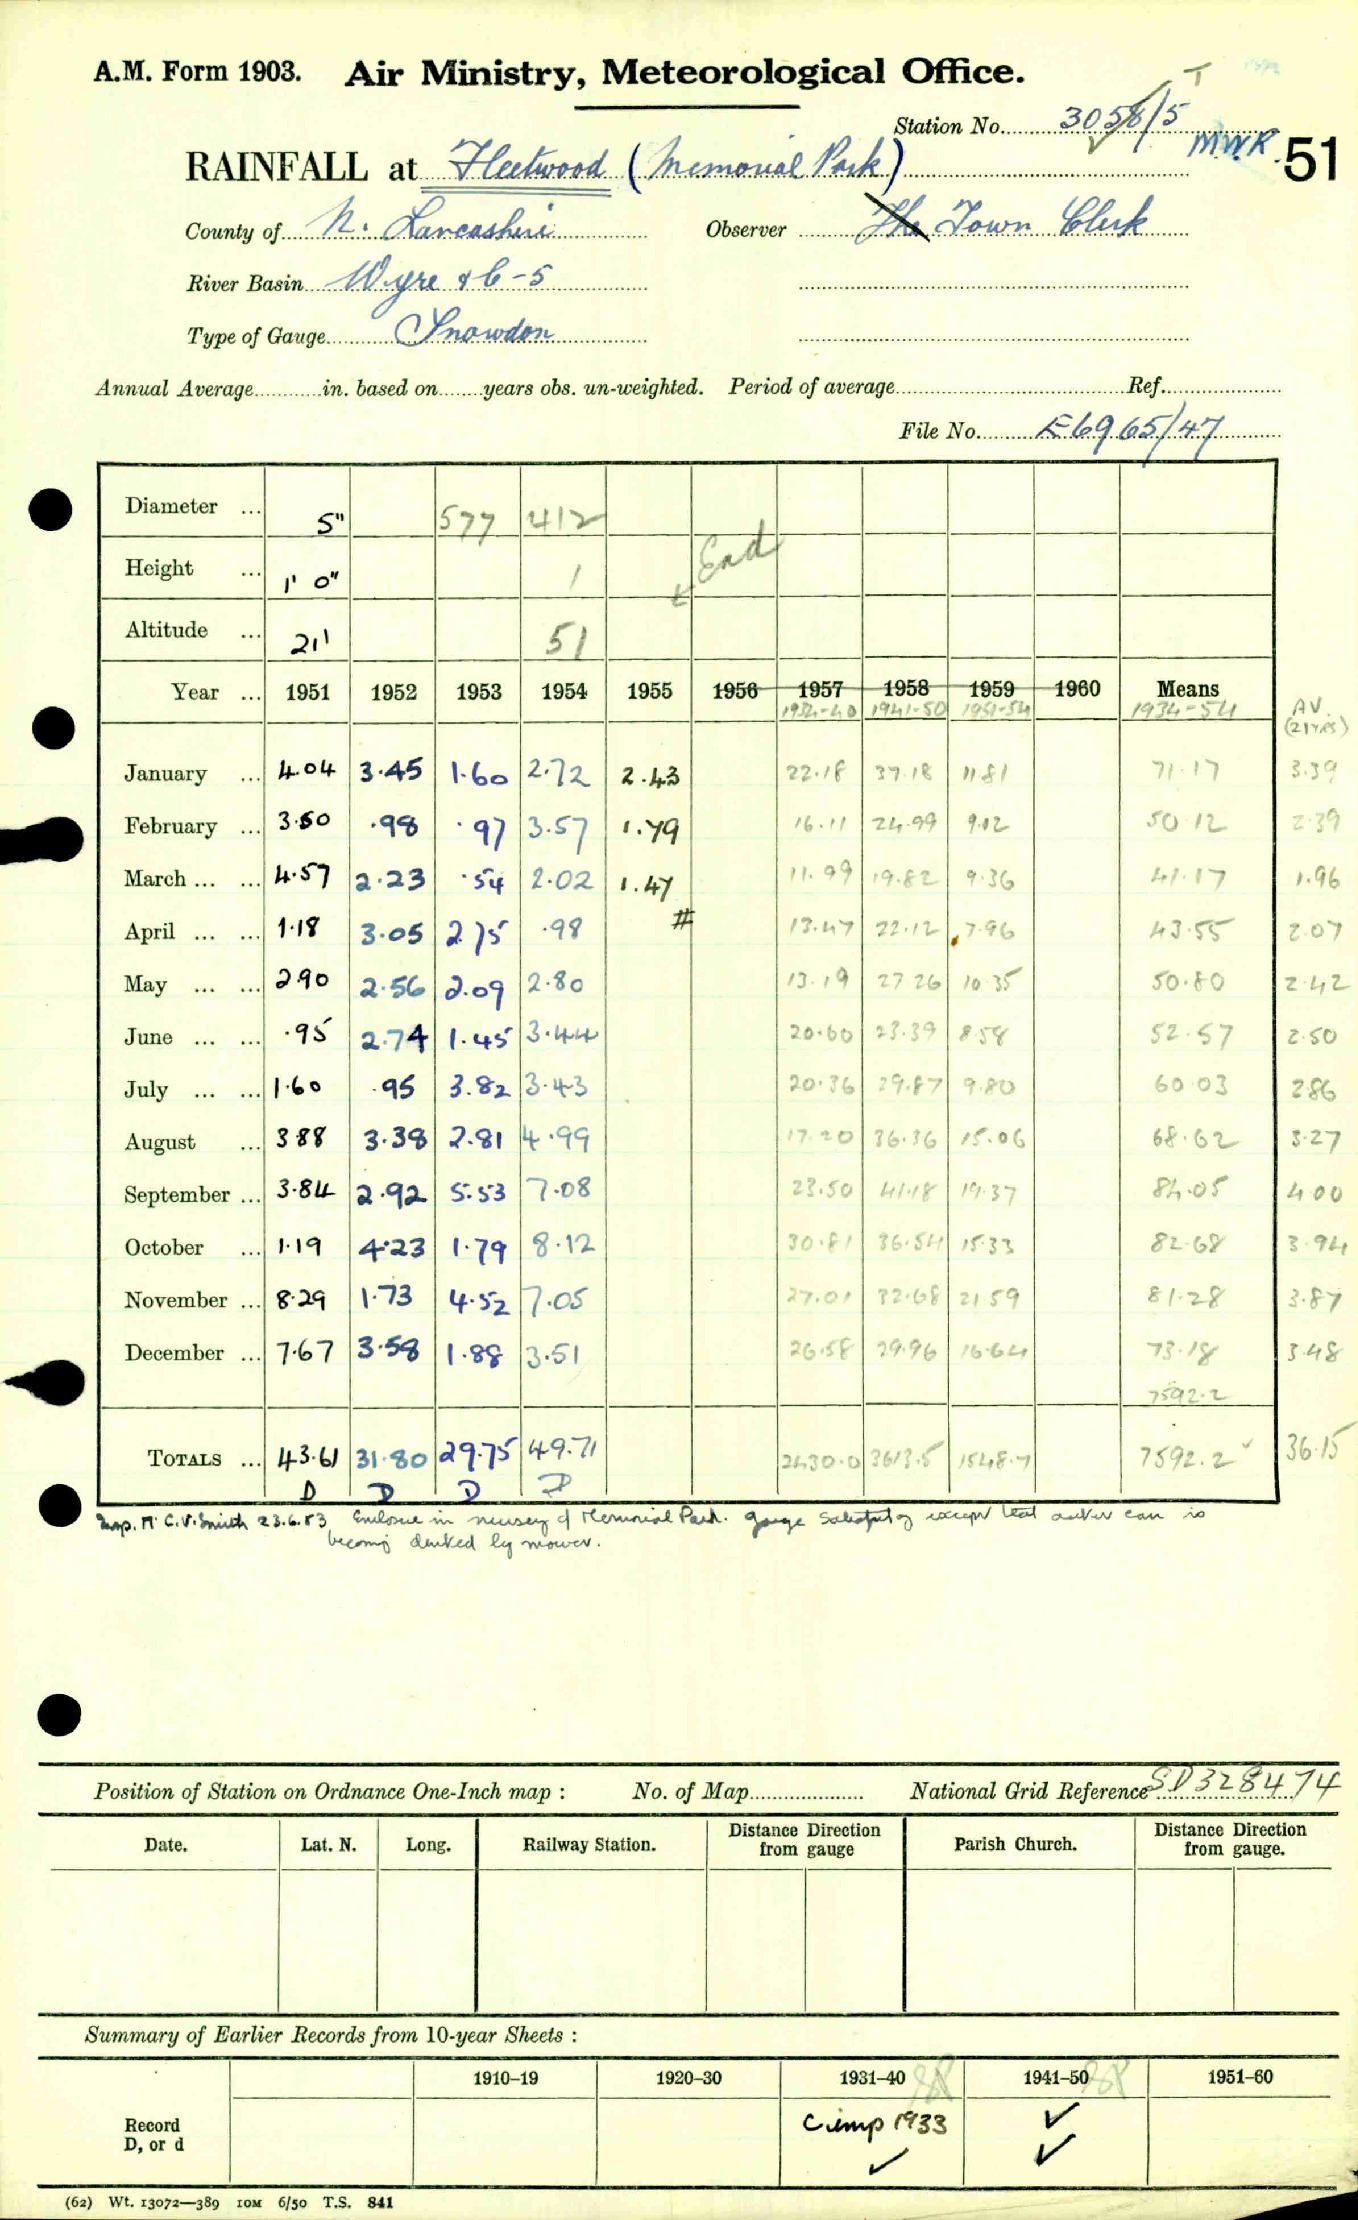 A.M. Form 1903. Air Ministry, Meteorological Office.
T
Station No. 3058/5
M.W.R. 51
RAINFALL at Fleetwood (Memorial Park)
County of N. Lancashire Observer The Town Clerk
River Basin Wyre & C-5
Type of Gauge Snowdon
Annual Average in. based on years obs. un-weighted. Period of average Ref.
File No. E6965/47
Diameter ... 5" 577 412
Height ... 1' 0" 1 End
Altitude ... 21' 51
Year ... 1951 1952 1953 1954 1955 1956 1957 1958 1959 1960 Means
1934-40 1941-50 1951-54 1934-54 AV. (21 YRS)
January ... 4.04 3.45 1.60 2.72 2.43 22.18 37.18 11.81 71.17 3.39
February ... 3.50 .98 .97 3.57 1.79 16.11 24.99 9.02 50.12 2.39
March ... ... 4.57 2.23 .54 2.02 1.47 11.99 19.82 9.36 41.17 1.96
April ... ... 1.18 3.05 2.75 .98 # 13.47 22.12 7.96 43.55 2.07
May ... ... 2.90 2.56 2.09 2.80 13.19 27.26 10.35 50.80 2.42
June ... ... .95 2.74 1.45 3.44 20.60 23.39 8.58 52.57 2.50
July ... ... 1.60 .95 3.82 3.43 20.36 29.87 9.80 60.03 2.86
August ... 3.88 3.38 2.81 4.99 17.20 36.36 15.06 68.62 3.27
September ... 3.84 2.92 5.53 7.08 23.50 41.18 19.37 84.05 4.00
October ... 1.19 4.23 1.79 8.12 30.81 36.54 15.33 82.68 3.94
November ... 8.29 1.73 4.52 7.05 27.01 32.68 21.59 81.28 3.87
December ... 7.67 3.58 1.88 3.51 26.58 29.96 16.64 73.18 3.48
7592.2
TOTALS ... 43.61 31.80 29.75 49.71 2430.0 3613.5 1548.7 7592.2 36.15
D D D D
Insp. Mr C.V. Smith 23.6.53 Enclosure in nursery of Memorial Park. Gauge satisfactory except that outer can is
becoming dented by mower.
Position of Station on Ordnance One-Inch map : No. of Map National Grid Reference SD328474
Date. Lat. N. Long. Railway Station. Distance from gauge Direction Parish Church. Distance from gauge. Direction
Summary of Earlier Records from 10-year Sheets :
1910–19 1920–30 1931–40 1941–50 1951–60
Record D, or d Comp 1933 ✓ ✓
✓
(62) Wt. 13072—389 10M 6/50 T.S. 841